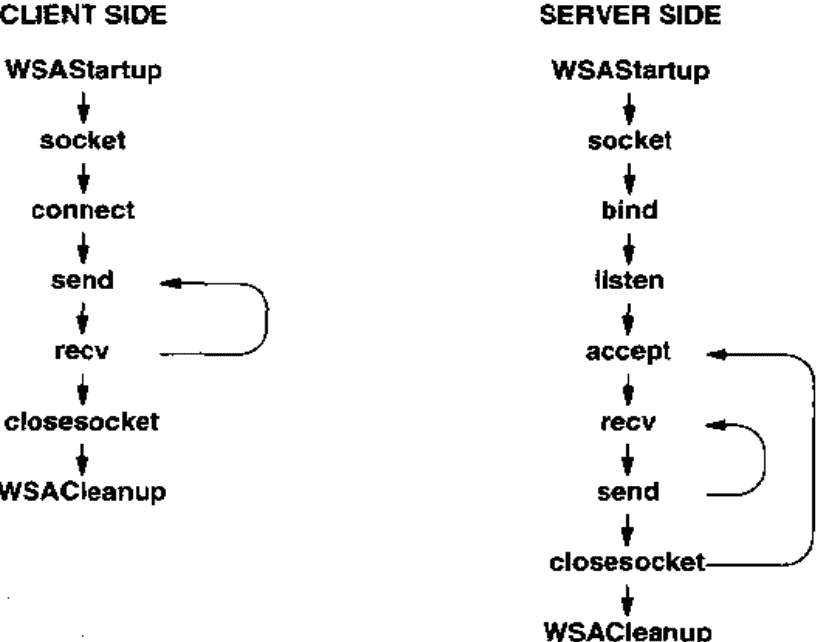 CLIENT SIDE
WSAStartup
socket
connect
send
recv
closesocket
WSACleanup
SERVER SIDE
WSAStartup
socket
bind
listen
accept
recv
send
closesocket
WSACleanup